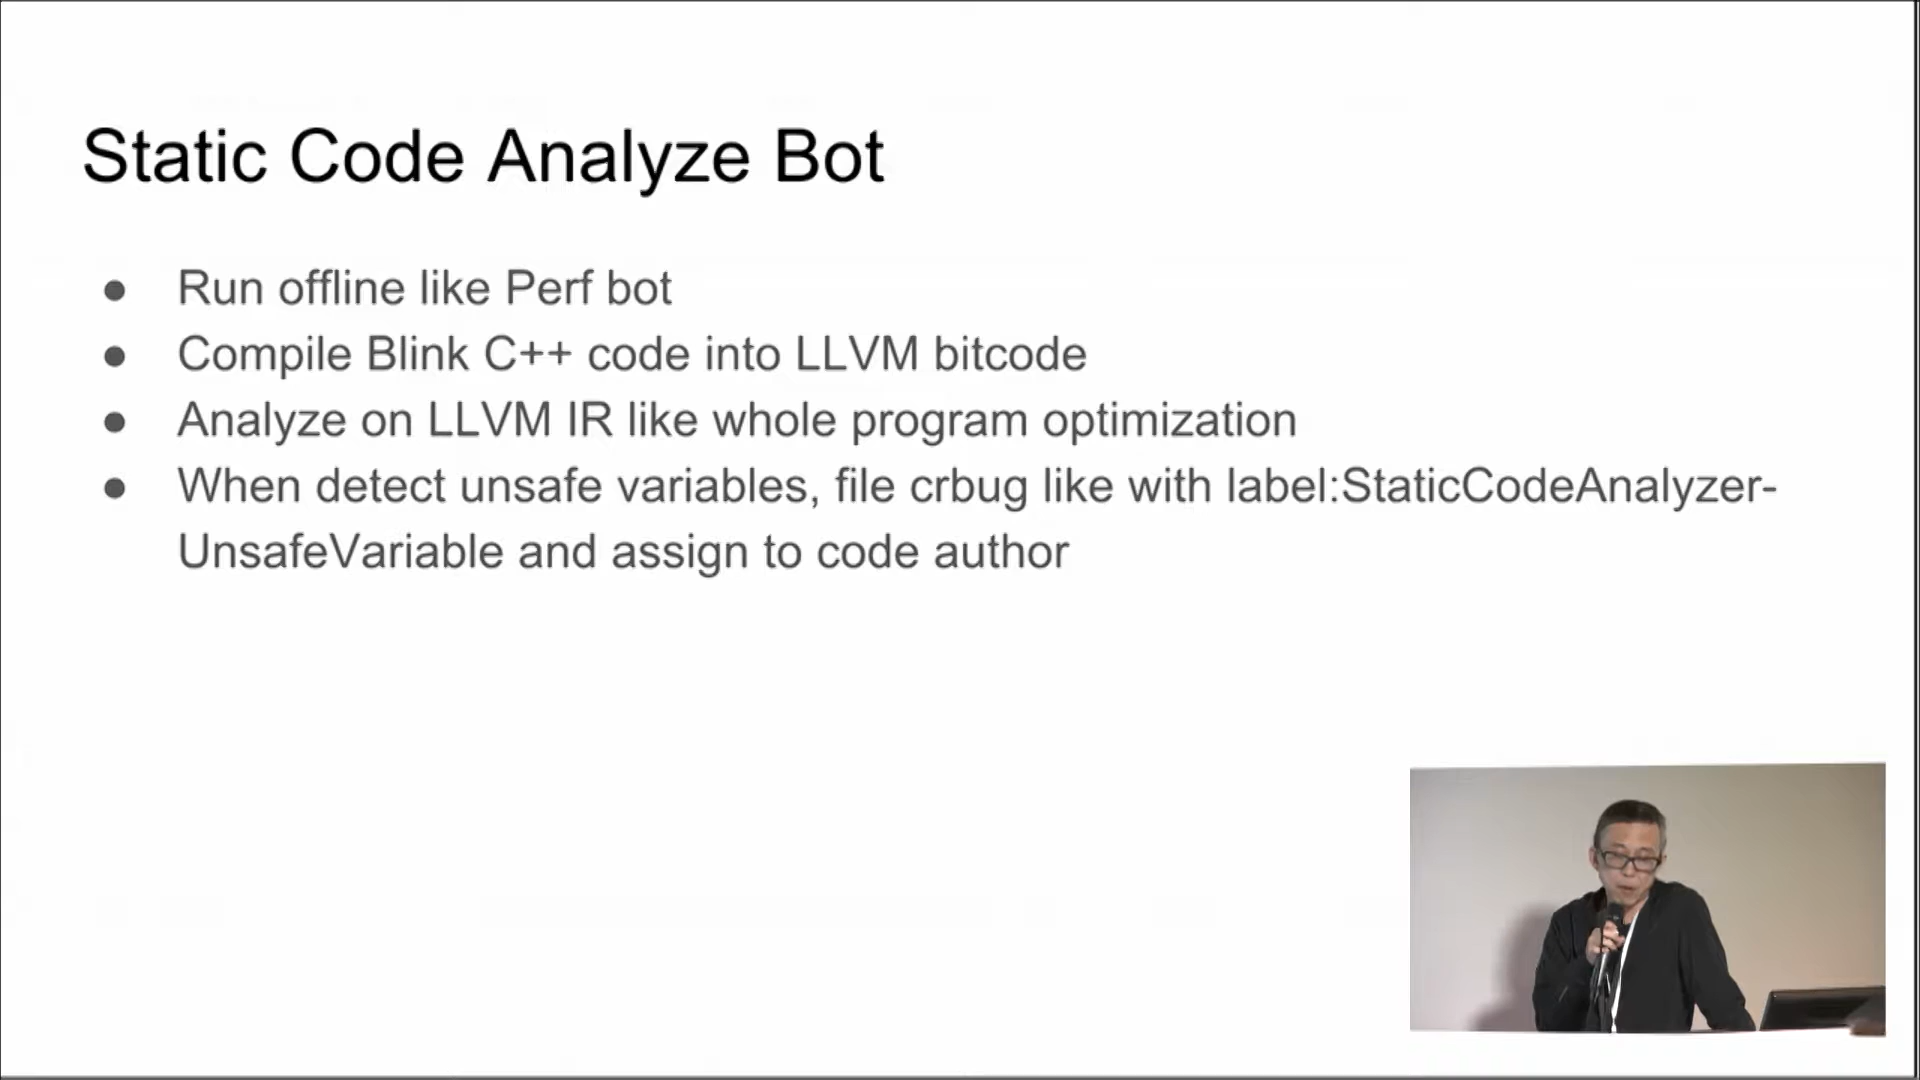 Static Code Analyze Bot
● Run offline like Perf bot
● Compile Blink C++ code into LLVM bitcode
● Analyze on LLVM IR like whole program optimization
● When detect unsafe variables, file crbug like with label:StaticCodeAnalyzer-
UnsafeVariable and assign to code author